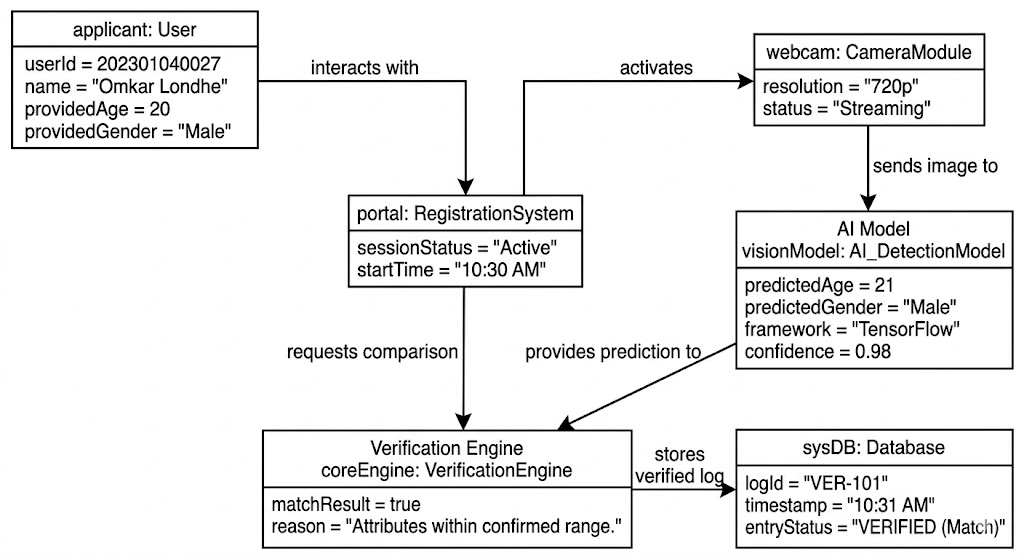 applicant: User
userId = 202301040027
name = "Omkar Londhe"
providedAge = 20
providedGender = "Male"
interacts with
activates
webcam: CameraModule
resolution = "720p"
status = "Streaming"
sends image to
portal: RegistrationSystem
sessionStatus = "Active"
startTime = "10:30 AM"
AI Model
visionModel: AI_DetectionModel
predictedAge = 21
predictedGender = "Male"
framework = "TensorFlow"
confidence = 0.98
requests comparison
provides prediction to
Verification Engine
coreEngine: VerificationEngine
matchResult = true
reason = "Attributes within confirmed range."
stores
verified log
sysDB: Database
logId = "VER-101"
timestamp = "10:31 AM"
entryStatus = "VERIFIED (Match)"